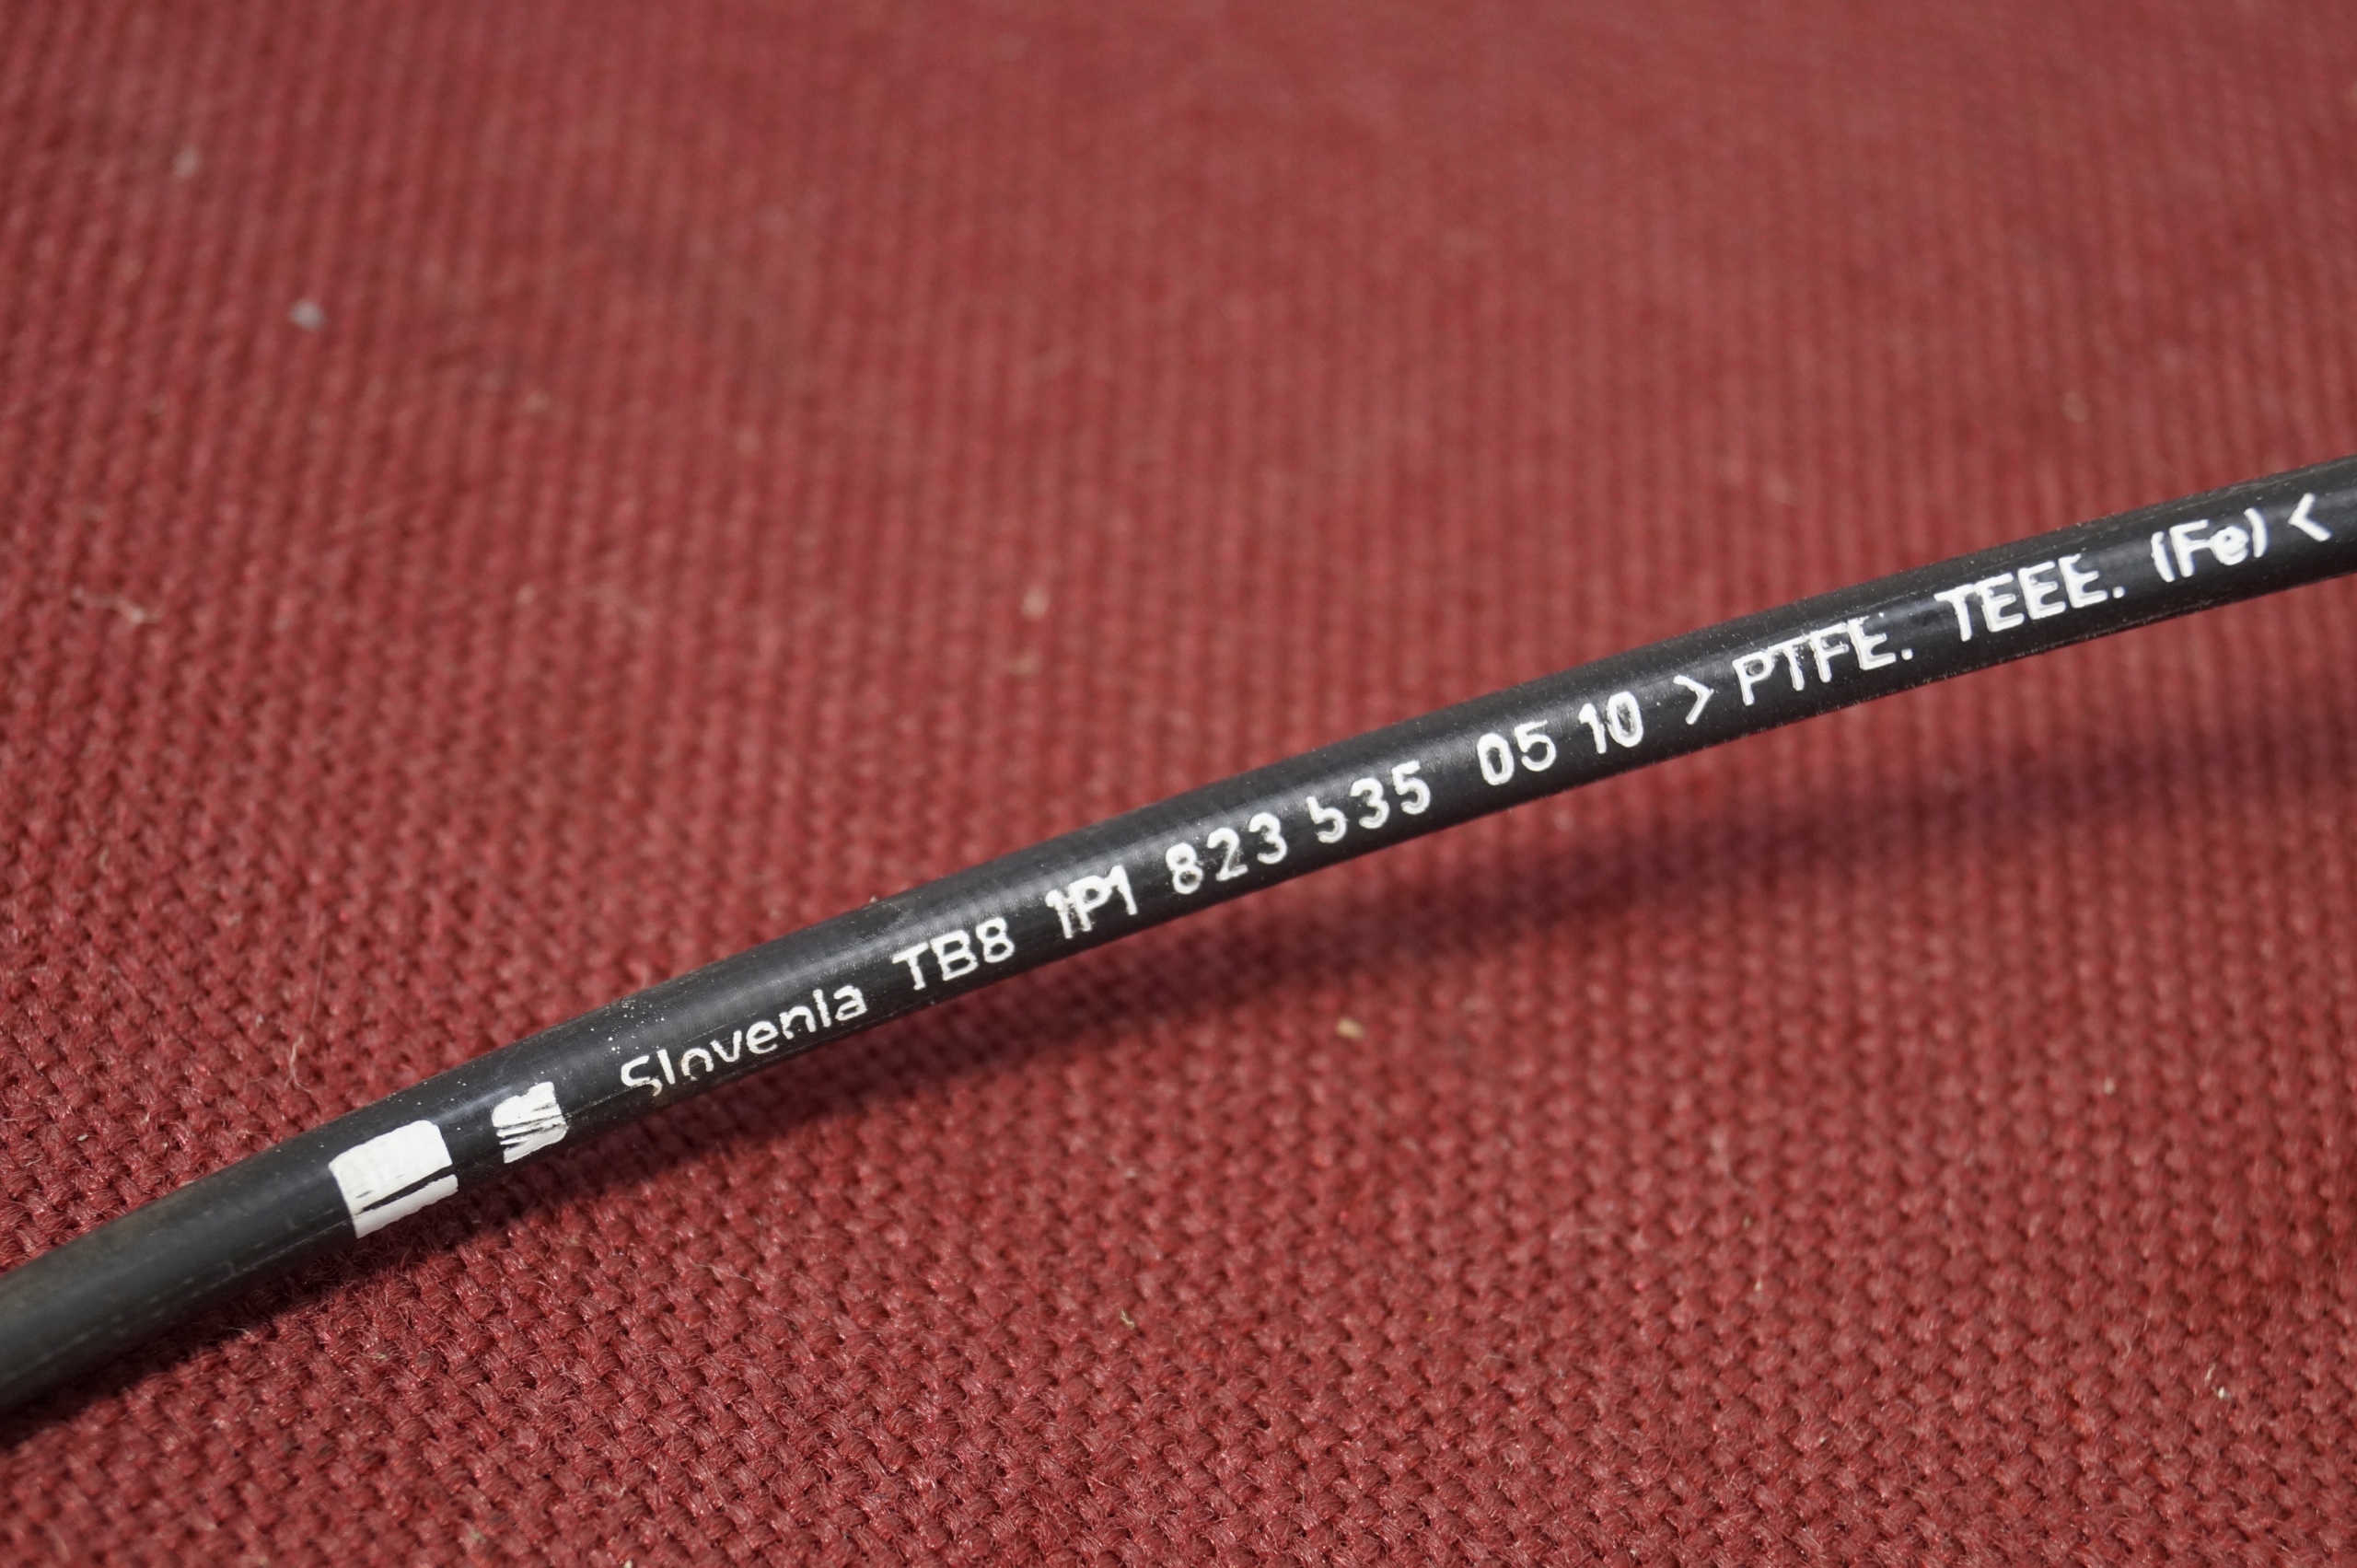 Slovenia TB8 1P1 823 535 05 10 >PTFE. TEEE. (Fe)<